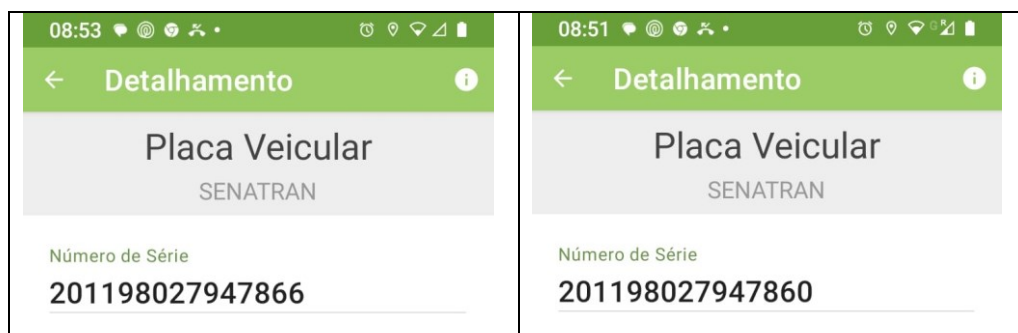 08:53
Detalhamento
Placa Veicular
SENATRAN
Número de Série
201198027947866
08:51
Detalhamento
Placa Veicular
SENATRAN
Número de Série
201198027947860